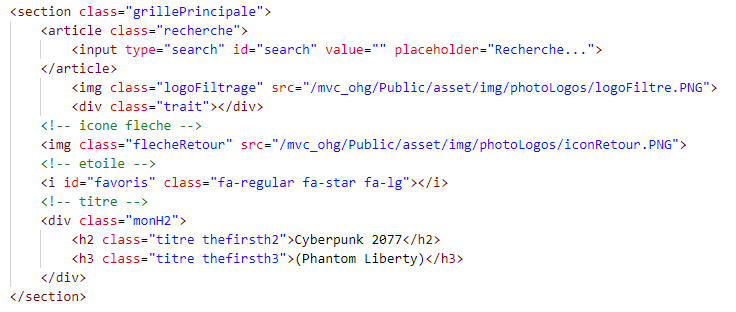 <section class="grillePrincipale">
<article class="recherche">
<input type="search" id="search" value="" placeholder="Recherche...">
</article>
<img class="logoFiltrage" src="/mvc_ohg/Public/asset/img/photoLogos/logoFiltre.PNG">
<div class="trait"></div>
<!-- icone fleche -->
<img class="flecheRetour" src="/mvc_ohg/Public/asset/img/photoLogos/iconRetour.PNG">
<!-- etoile -->
<i id="favoris" class="fa-regular fa-star fa-lg"></i>
<!-- titre -->
<div class="monH2">
<h2 class="titre thefirsth2">Cyberpunk 2077</h2>
<h3 class="titre thefirsth3">(Phantom Liberty)</h3>
</div>
</section>